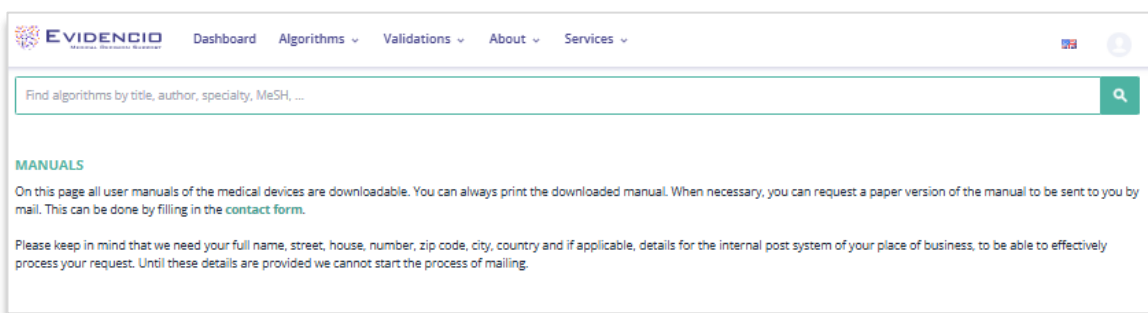 EVIDENCIO
MEDICAL DECISION SUPPORT
Dashboard Algorithms Validations About Services
Find algorithms by title, author, specialty, MeSH, ...
MANUALS
On this page all user manuals of the medical devices are downloadable. You can always print the downloaded manual. When necessary, you can request a paper version of the manual to be sent to you by
mail. This can be done by filling in the contact form.
Please keep in mind that we need your full name, street, house, number, zip code, city, country and if applicable, details for the internal post system of your place of business, to be able to effectively
process your request. Until these details are provided we cannot start the process of mailing.